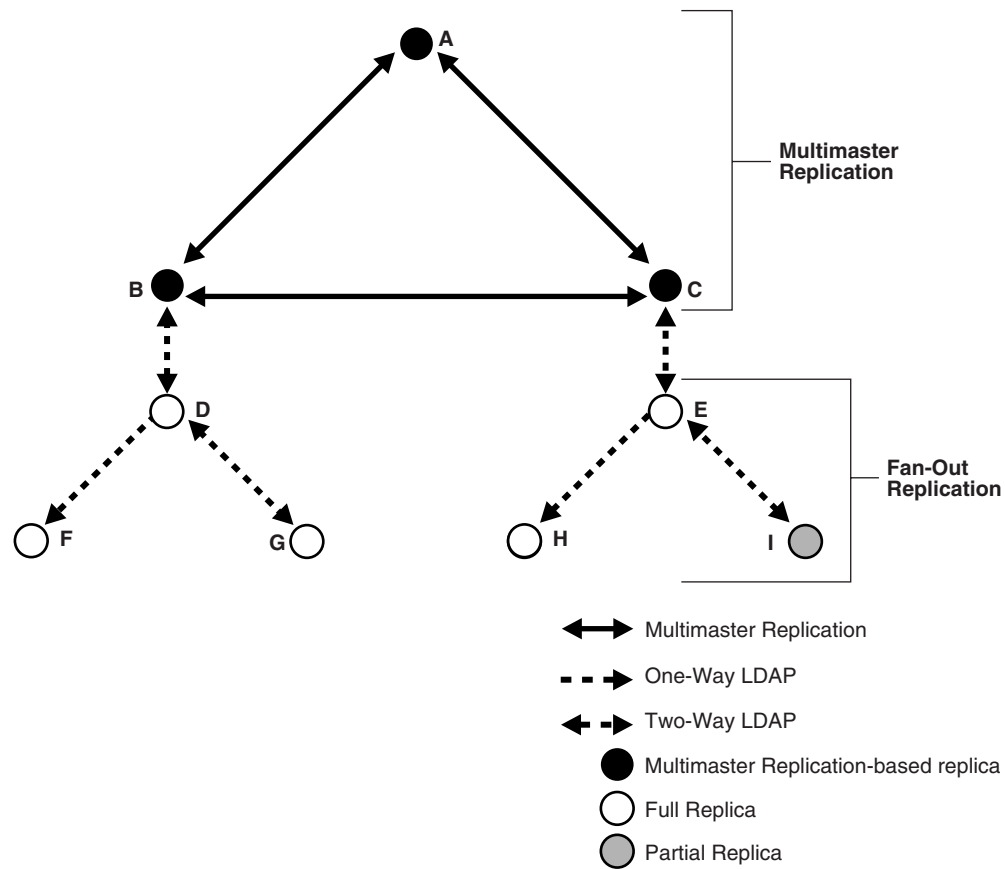 A
Multimaster
Replication
B
C
D
E
Fan-Out
Replication
F
G
H
I
Multimaster Replication
One-Way LDAP
Two-Way LDAP
Multimaster Replication-based replica
Full Replica
Partial Replica